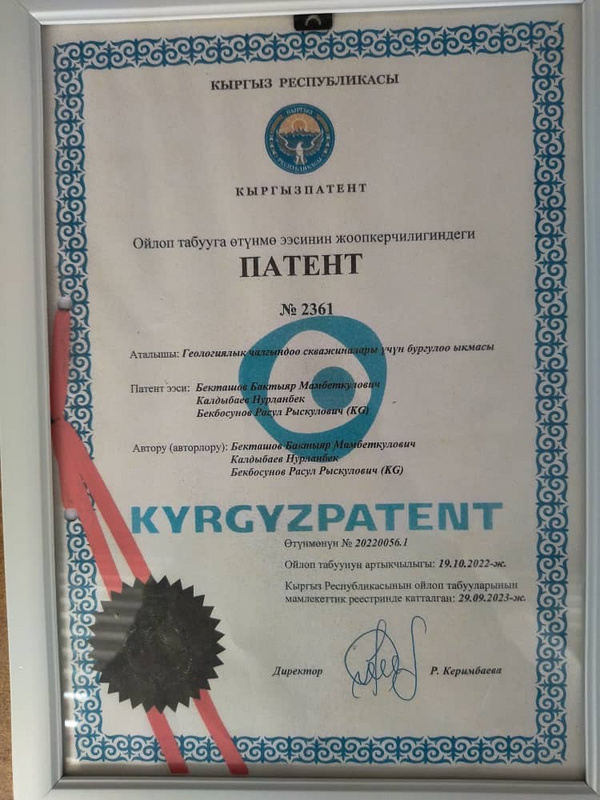 КЫРГЫЗ РЕСПУБЛИКАСЫ
КЫРГЫЗ
РЕСПУБЛИКАСЫ
КЫРГЫЗПАТЕНТ
Ойлоп табууга өтүнмө ээсинин жоопкерчилигиндеги
ПАТЕНТ
№ 2361
Аталышы: Геологиялык чалгындоо скважиналары үчүн бургулоо ыкмасы
Патент ээси: Бекташов Бактыяр Мамбеткулович
Калдыбаев Нурланбек
Бекбосунов Расул Рыскулович (KG)
Автору (авторлору): Бекташов Бактыяр Мамбеткулович
Калдыбаев Нурланбек
Бекбосунов Расул Рыскулович (KG)
KYRGYZPATENT
Өтүнмөнүн № 20220056.1
Ойлоп табуунун артыкчылыгы: 19.10.2022-ж.
Кыргыз Республикасынын ойлоп табууларынын
мамлекеттик реестринде катталган: 29.09.2023-ж.
Директор Р. Керимбаева